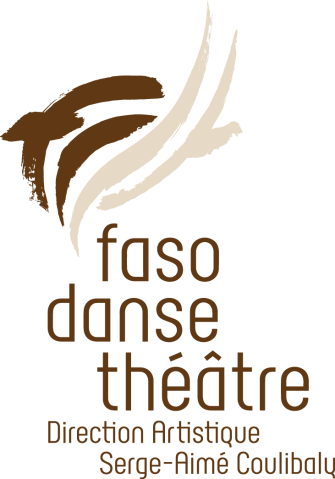 faso
danse
théâtre
Direction Artistique
Serge-Aimé Coulibaly